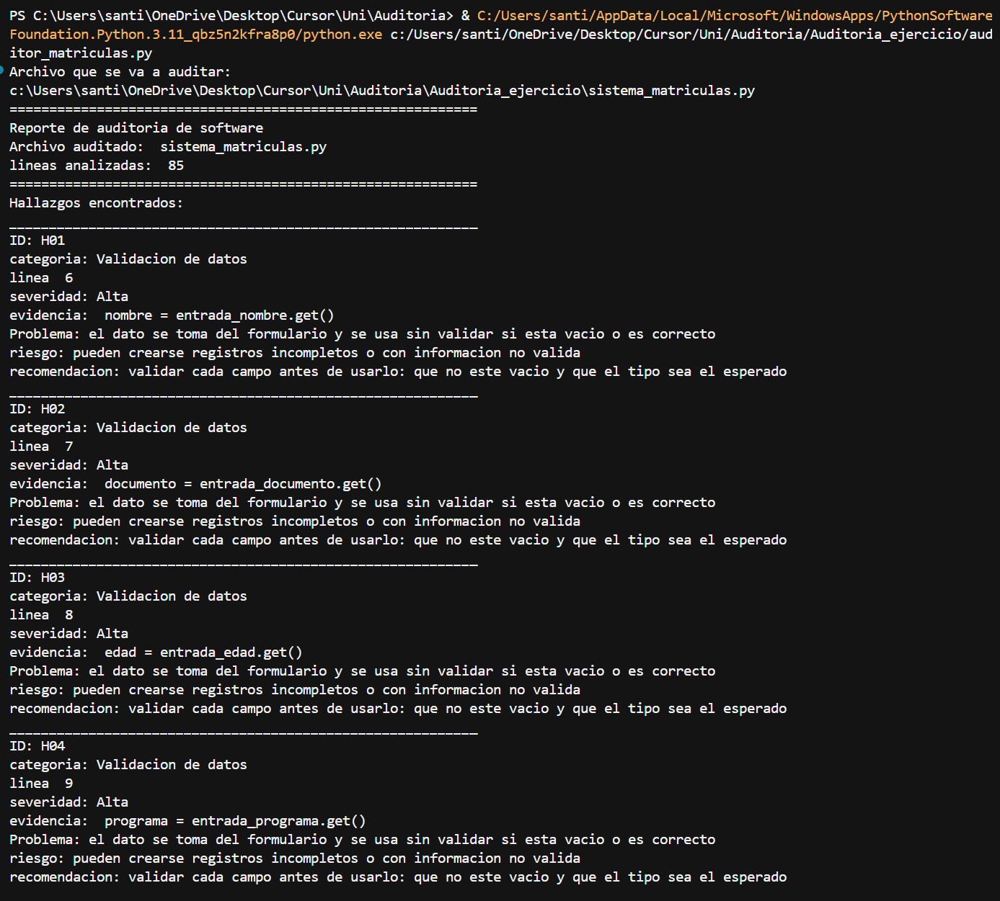 PS C:\Users\santi\OneDrive\Desktop\Cursor\Uni\Auditoria> & C:/Users/santi/AppData/Local/Microsoft/WindowsApps/PythonSoftware
Foundation.Python.3.11_qbz5n2kfra8p0/python.exe c:/Users/santi/OneDrive/Desktop/Cursor/Uni/Auditoria/Auditoria_ejercicio/aud
itor_matriculas.py
Archivo que se va a auditar:
c:\Users\santi\OneDrive\Desktop\Cursor\Uni\Auditoria\Auditoria_ejercicio\sistema_matriculas.py
===========================================================
Reporte de auditoria de software
Archivo auditado:  sistema_matriculas.py
lineas analizadas:  85
===========================================================
Hallazgos encontrados:
___________________________________________________________
ID: H01
categoria: Validacion de datos
linea  6
severidad: Alta
evidencia:  nombre = entrada_nombre.get()
Problema: el dato se toma del formulario y se usa sin validar si esta vacio o es correcto
riesgo: pueden crearse registros incompletos o con informacion no valida
recomendacion: validar cada campo antes de usarlo: que no este vacio y que el tipo sea el esperado
___________________________________________________________
ID: H02
categoria: Validacion de datos
linea  7
severidad: Alta
evidencia:  documento = entrada_documento.get()
Problema: el dato se toma del formulario y se usa sin validar si esta vacio o es correcto
riesgo: pueden crearse registros incompletos o con informacion no valida
recomendacion: validar cada campo antes de usarlo: que no este vacio y que el tipo sea el esperado
___________________________________________________________
ID: H03
categoria: Validacion de datos
linea  8
severidad: Alta
evidencia:  edad = entrada_edad.get()
Problema: el dato se toma del formulario y se usa sin validar si esta vacio o es correcto
riesgo: pueden crearse registros incompletos o con informacion no valida
recomendacion: validar cada campo antes de usarlo: que no este vacio y que el tipo sea el esperado
___________________________________________________________
ID: H04
categoria: Validacion de datos
linea  9
severidad: Alta
evidencia:  programa = entrada_programa.get()
Problema: el dato se toma del formulario y se usa sin validar si esta vacio o es correcto
riesgo: pueden crearse registros incompletos o con informacion no valida
recomendacion: validar cada campo antes de usarlo: que no este vacio y que el tipo sea el esperado